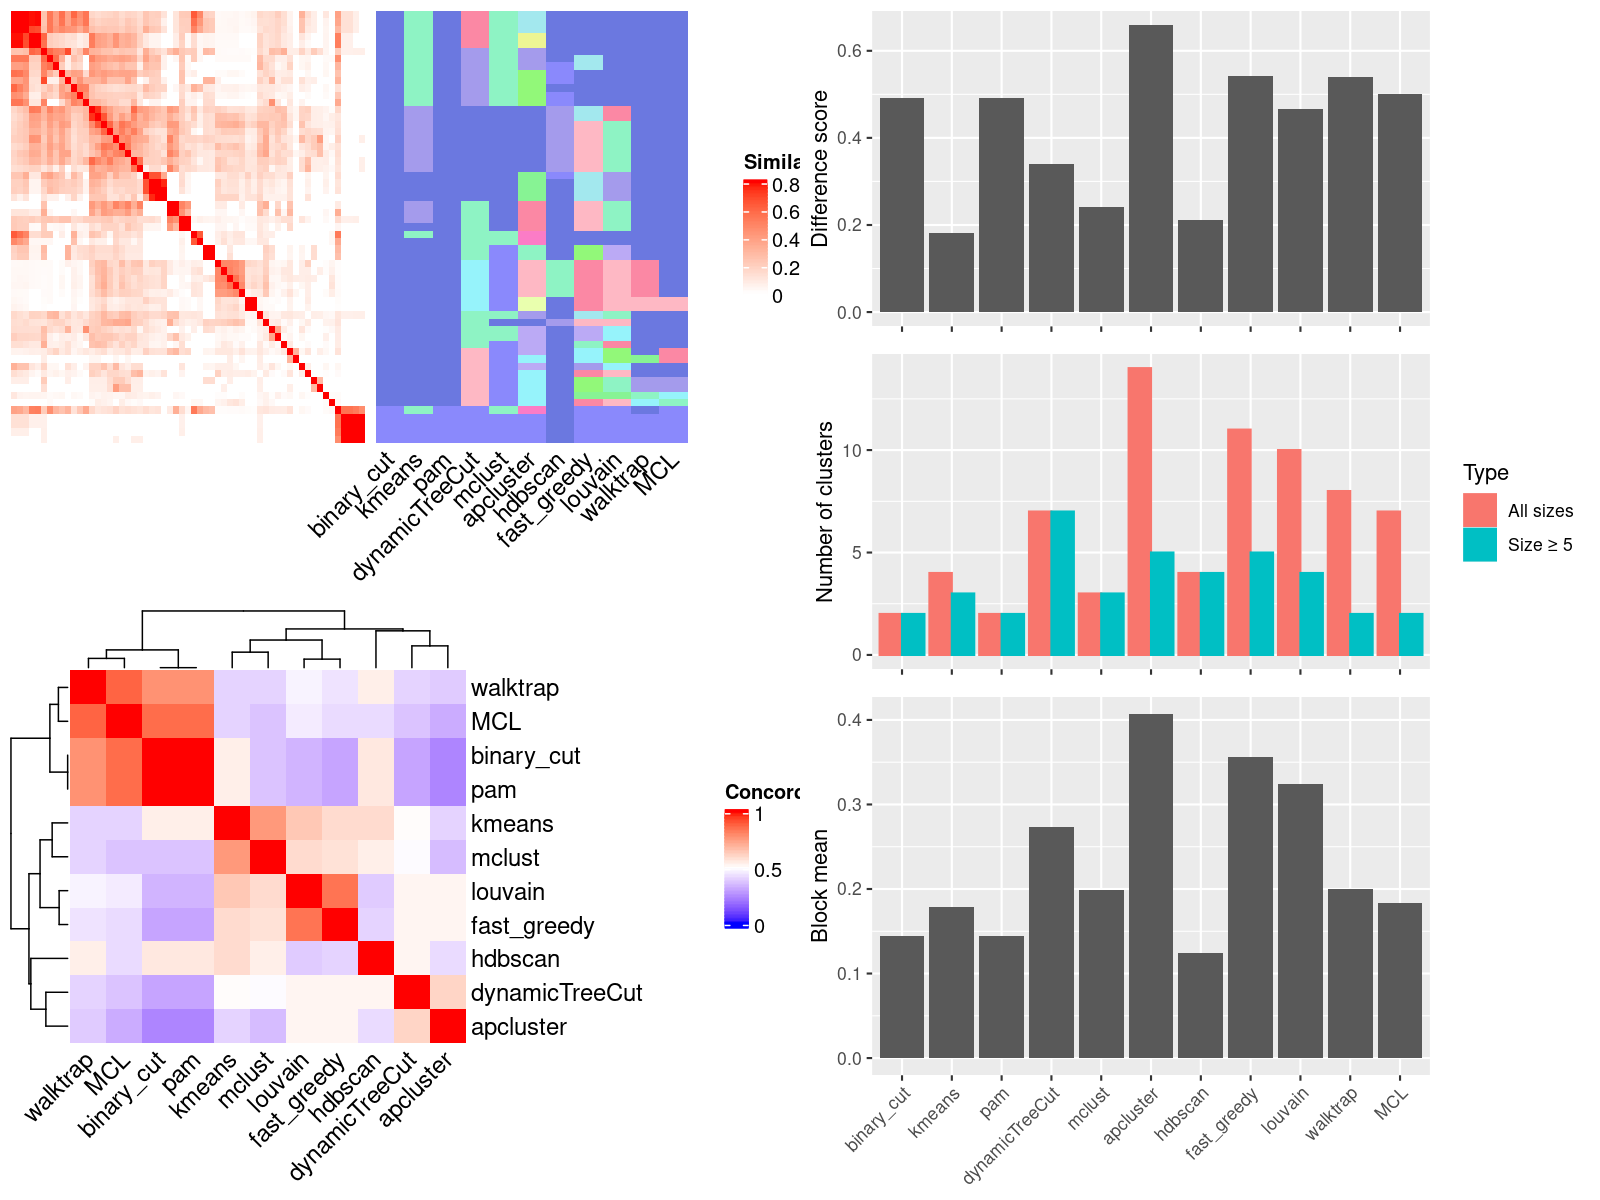 Simila
0.8
0.6
0.4
0.2
0
binary_cut
kmeans
pam
dynamicTreeCut
mclust
apcluster
hdbscan
fast_greedy
louvain
walktrap
MCL
Difference score
0.6
0.4
0.2
0.0
Number of clusters
10
5
0
Type
All sizes
Size ≥ 5
walktrap
MCL
binary_cut
pam
kmeans
mclust
louvain
fast_greedy
hdbscan
dynamicTreeCut
apcluster
walktrap
MCL
binary_cut
pam
kmeans
mclust
louvain
fast_greedy
hdbscan
dynamicTreeCut
apcluster
Concord
1
0.5
0
Block mean
0.4
0.3
0.2
0.1
0.0
binary_cut
kmeans
pam
dynamicTreeCut
mclust
apcluster
hdbscan
fast_greedy
louvain
walktrap
MCL